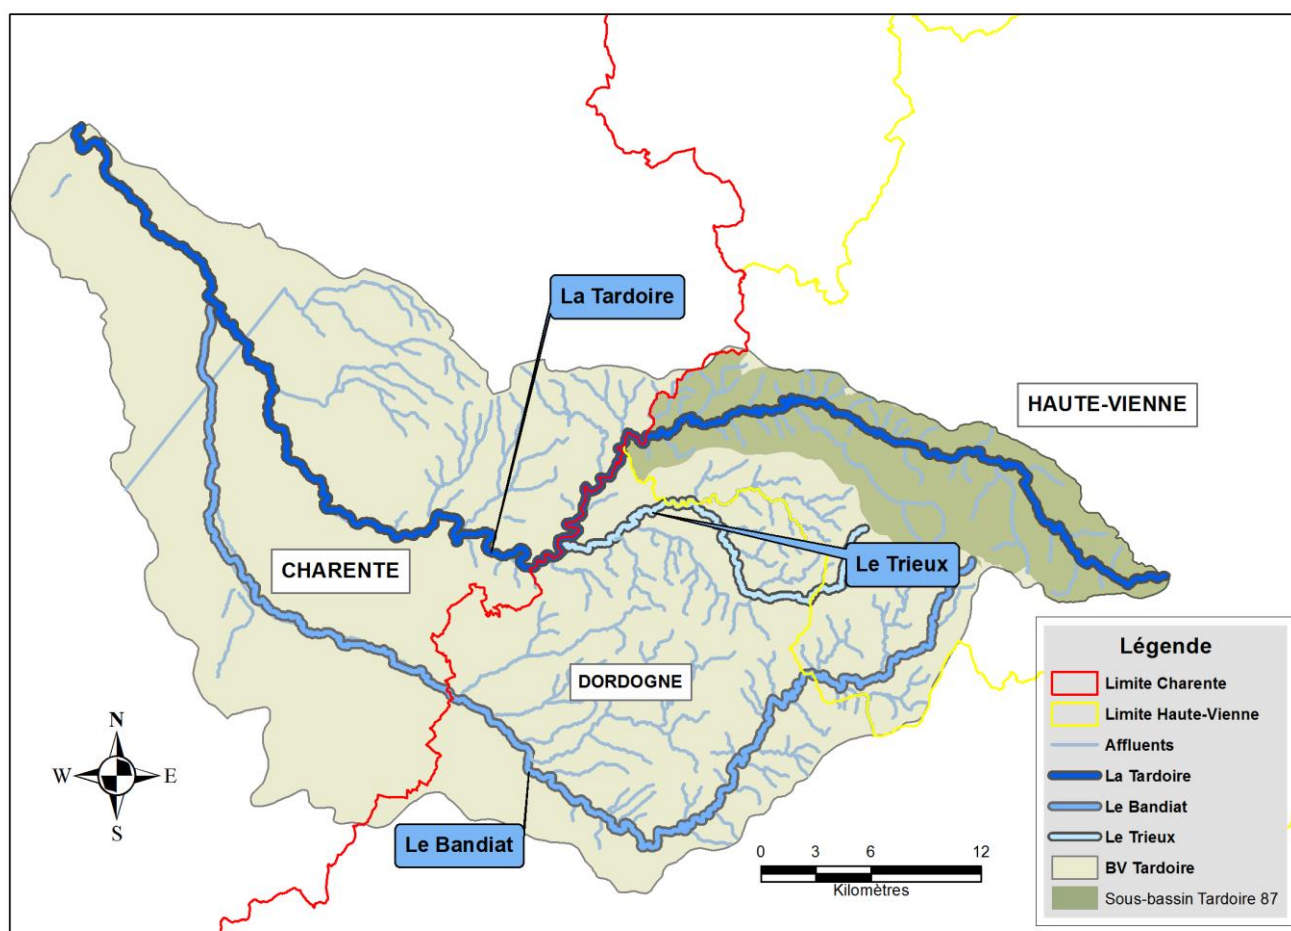 La Tardoire
HAUTE-VIENNE
Le Trieux
CHARENTE
DORDOGNE
Le Bandiat
N
W
E
S
0
3
6
12
Kilomètres
Légende
Limite Charente
Limite Haute-Vienne
Affluents
La Tardoire
Le Bandiat
Le Trieux
BV Tardoire
Sous-bassin Tardoire 87